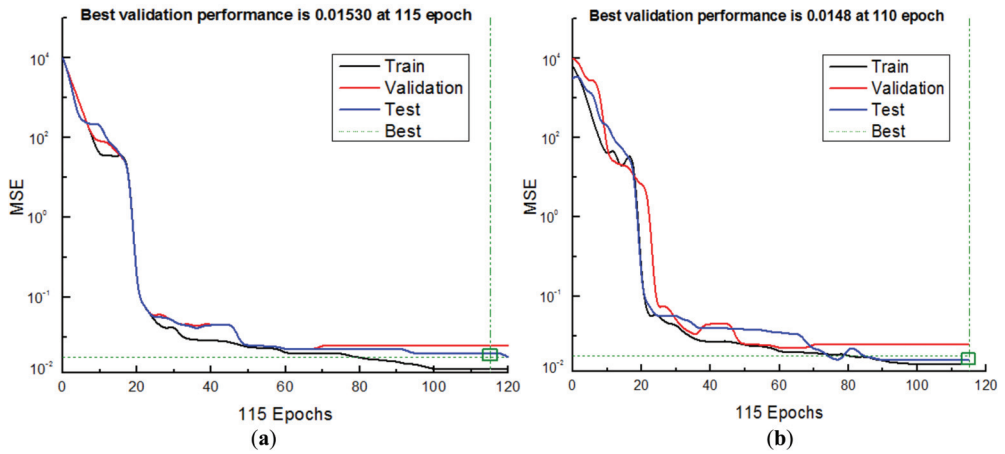 Best validation performance is 0.01530 at 115 epoch
10^4
10^2
10^0
10^-1
10^-2
MSE
Train
Validation
Test
Best
0 20 40 60 80 100 120
115 Epochs
(a)
Best validation performance is 0.0148 at 110 epoch
10^4
10^2
10^0
10^-1
10^-2
MSE
Train
Validation
Test
Best
0 20 40 60 80 100 120
115 Epochs
(b)